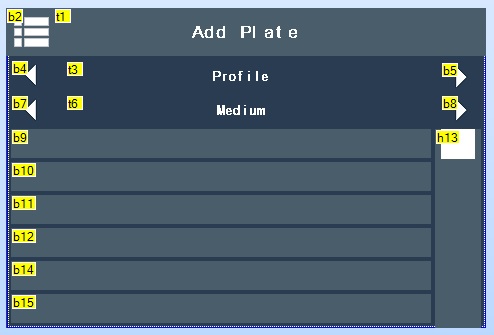 b2 t1 Add Plate
b4 t3 Profile b5
b7 t6 Medium b8
b9 h13
b10
b11
b12
b14
b15